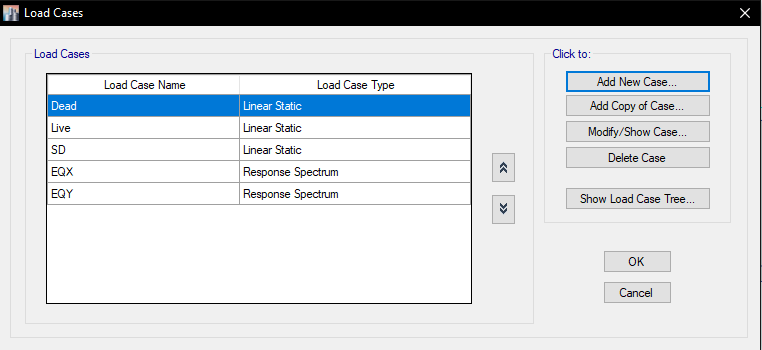 Load Cases
Load Cases
Load Case Name Load Case Type
Dead Linear Static
Live Linear Static
SD Linear Static
EQX Response Spectrum
EQY Response Spectrum
Click to:
Add New Case...
Add Copy of Case...
Modify/Show Case...
Delete Case
Show Load Case Tree...
OK
Cancel